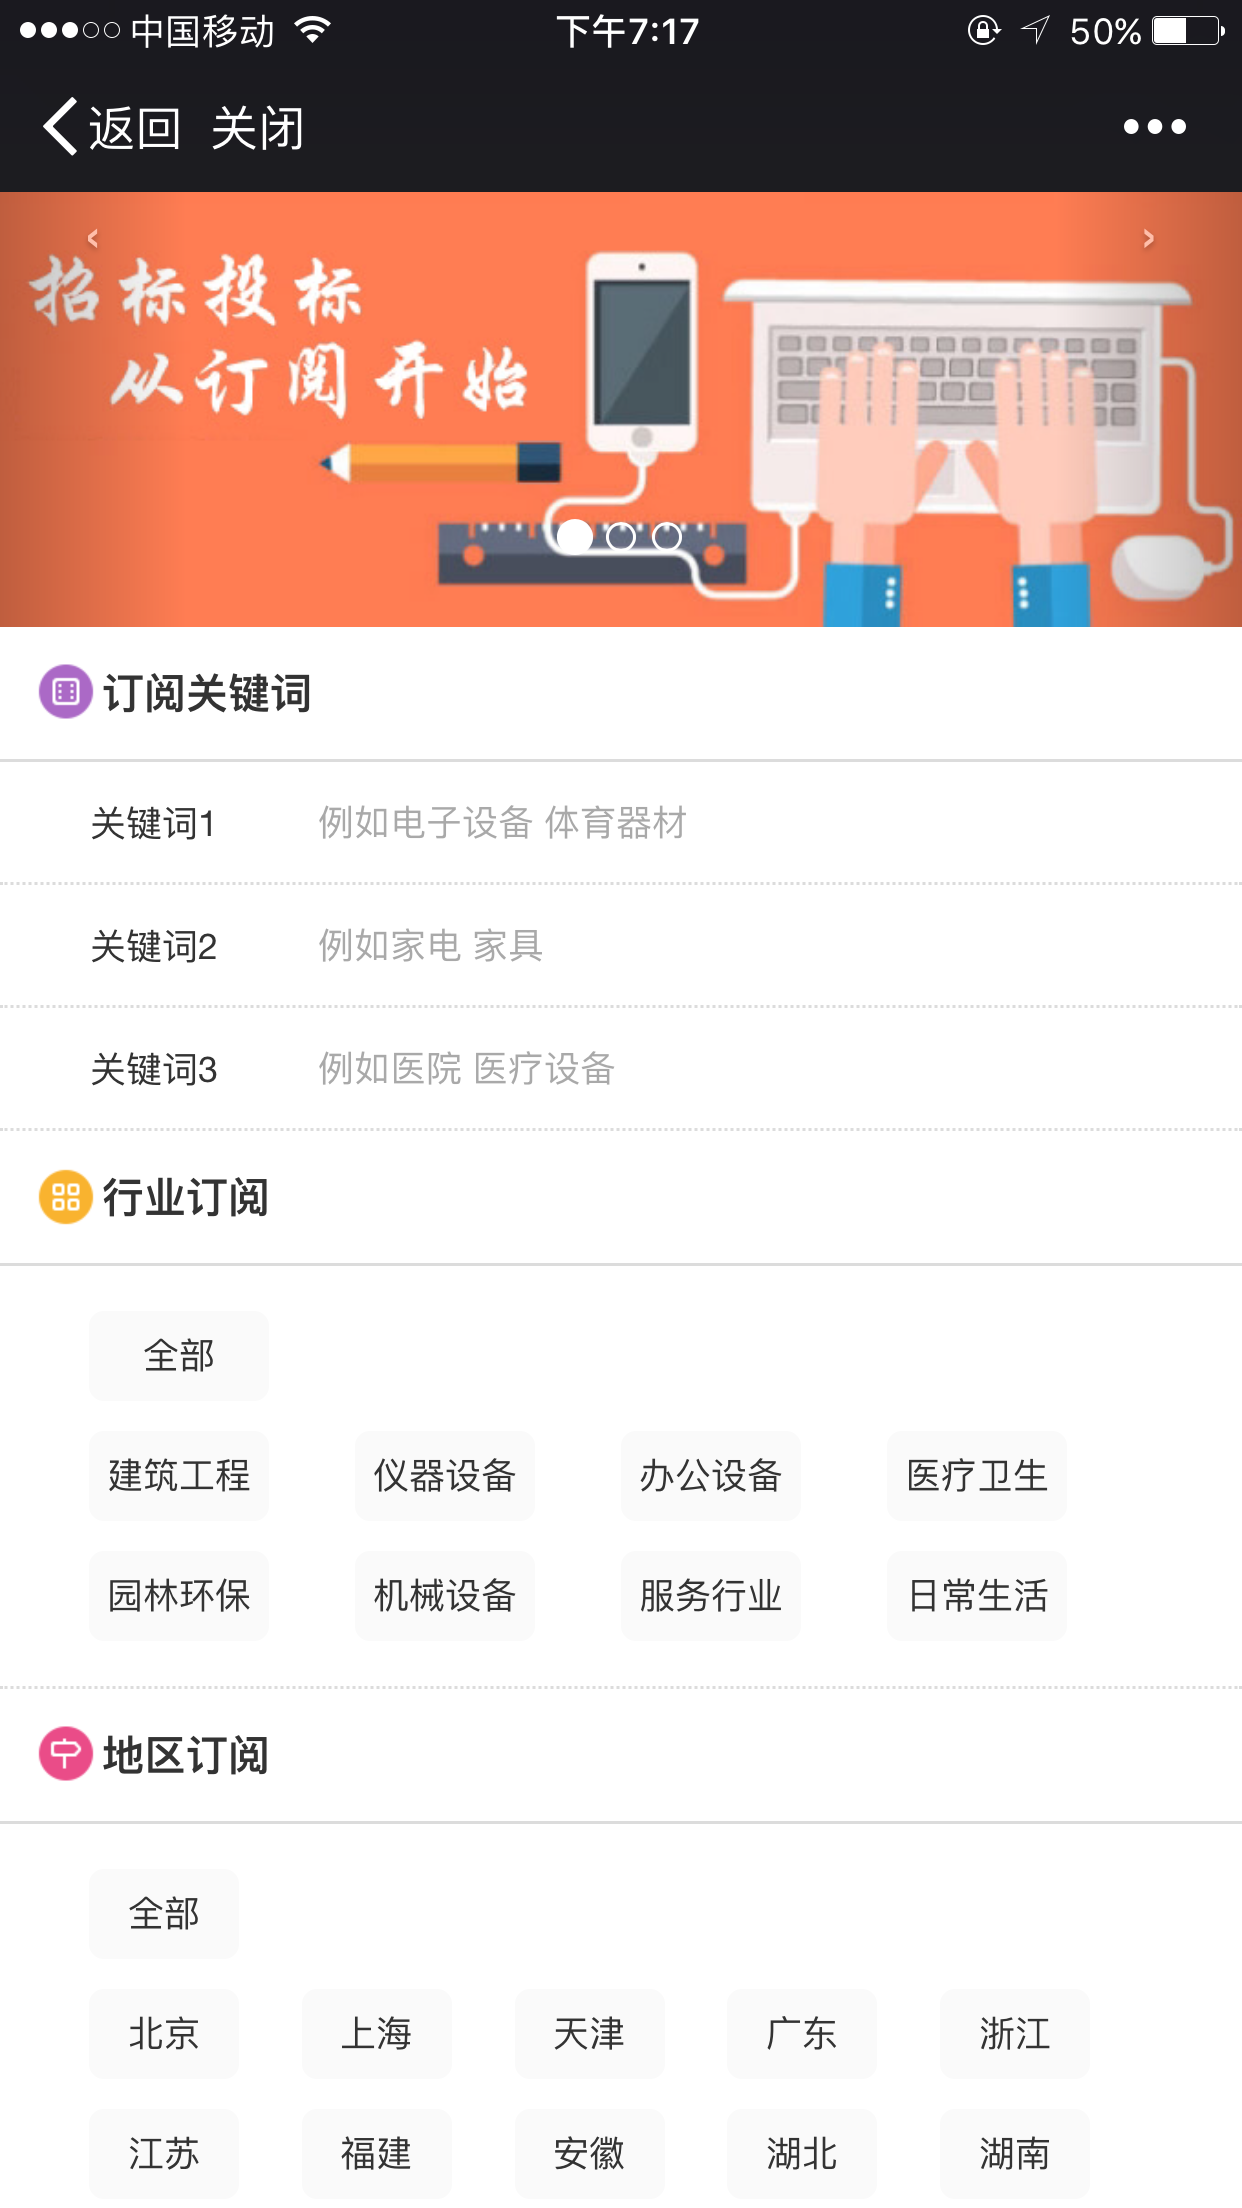 中国移动 下午7:17 50%
返回 关闭
招标投标
从订阅开始
订阅关键词
关键词1 例如电子设备 体育器材
关键词2 例如家电 家具
关键词3 例如医院 医疗设备
行业订阅
全部
建筑工程 仪器设备 办公设备 医疗卫生
园林环保 机械设备 服务行业 日常生活
地区订阅
全部
北京 上海 天津 广东 浙江
江苏 福建 安徽 湖北 湖南